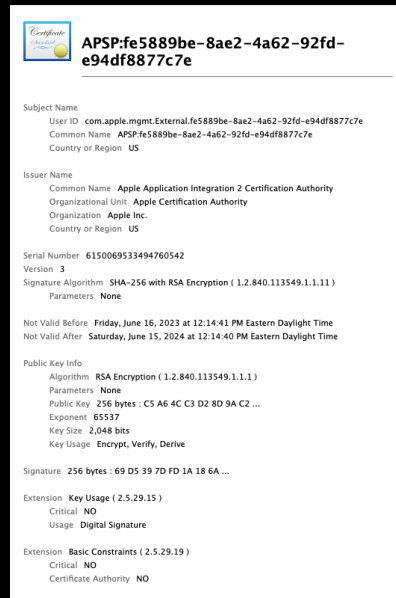 Certificate
Standard
APSP:fe5889be-8ae2-4a62-92fd-
e94df8877c7e
Subject Name
User ID com.apple.mgmt.External.fe5889be-8ae2-4a62-92fd-e94df8877c7e
Common Name APSP:fe5889be-8ae2-4a62-92fd-e94df8877c7e
Country or Region US
Issuer Name
Common Name Apple Application Integration 2 Certification Authority
Organizational Unit Apple Certification Authority
Organization Apple Inc.
Country or Region US
Serial Number 6150069533494760542
Version 3
Signature Algorithm SHA-256 with RSA Encryption ( 1.2.840.113549.1.1.11 )
Parameters None
Not Valid Before Friday, June 16, 2023 at 12:14:41 PM Eastern Daylight Time
Not Valid After Saturday, June 15, 2024 at 12:14:40 PM Eastern Daylight Time
Public Key Info
Algorithm RSA Encryption ( 1.2.840.113549.1.1.1 )
Parameters None
Public Key 256 bytes : C5 A6 4C C3 D2 8D 9A C2 ...
Exponent 65537
Key Size 2,048 bits
Key Usage Encrypt, Verify, Derive
Signature 256 bytes : 69 D5 39 7D FD 1A 18 6A ...
Extension Key Usage ( 2.5.29.15 )
Critical NO
Usage Digital Signature
Extension Basic Constraints ( 2.5.29.19 )
Critical NO
Certificate Authority NO